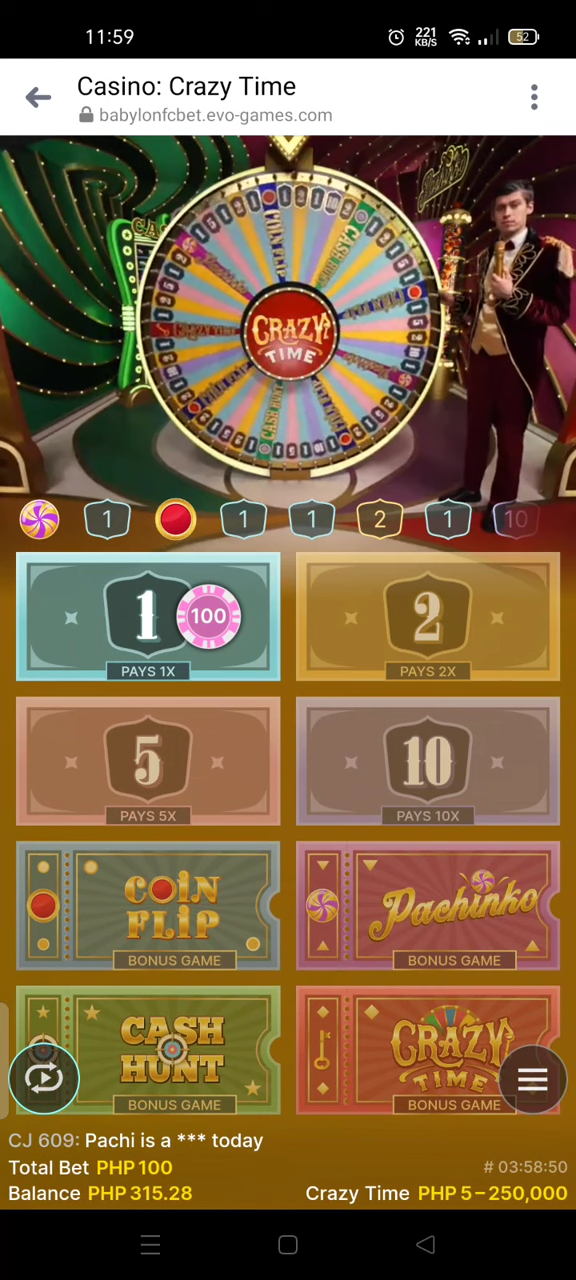 11:59
221
KB/S
52
Casino: Crazy Time
babylonfcbet.evo-games.com
CRAZY
TIME
1 1 1 2 1 10
1 100
PAYS 1X
2
PAYS 2X
5
PAYS 5X
10
PAYS 10X
COIN
FLIP
BONUS GAME
Pachinko
BONUS GAME
CASH
HUNT
BONUS GAME
CRAZY
TIME
BONUS GAME
CJ 609: Pachi is a *** today
Total Bet PHP 100
# 03:58:50
Balance PHP 315.28
Crazy Time PHP 5–250,000